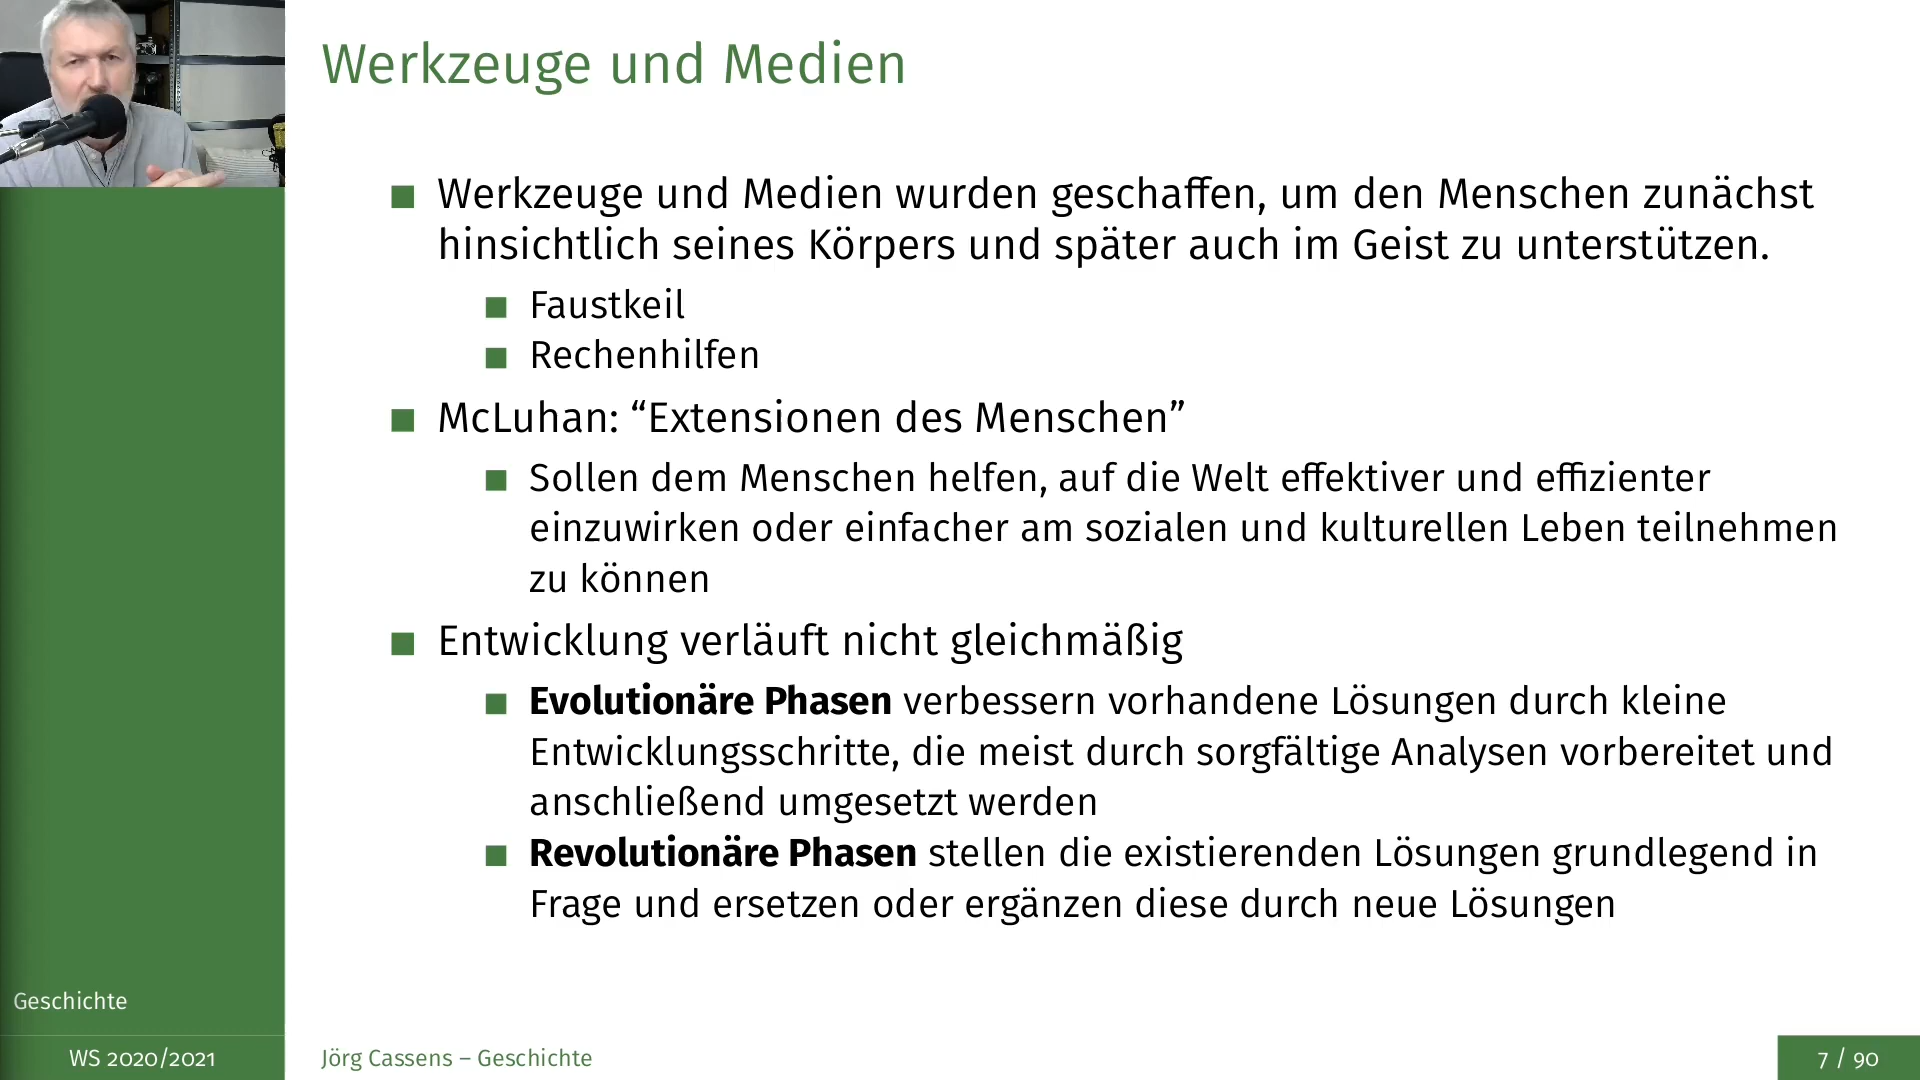 Werkzeuge und Medien
■ Werkzeuge und Medien wurden geschaffen, um den Menschen zunächst
hinsichtlich seines Körpers und später auch im Geist zu unterstützen.
■ Faustkeil
■ Rechenhilfen
■ McLuhan: “Extensionen des Menschen”
■ Sollen dem Menschen helfen, auf die Welt effektiver und effizienter
einzuwirken oder einfacher am sozialen und kulturellen Leben teilnehmen
zu können
■ Entwicklung verläuft nicht gleichmäßig
■ Evolutionäre Phasen verbessern vorhandene Lösungen durch kleine
Entwicklungsschritte, die meist durch sorgfältige Analysen vorbereitet und
anschließend umgesetzt werden
■ Revolutionäre Phasen stellen die existierenden Lösungen grundlegend in
Frage und ersetzen oder ergänzen diese durch neue Lösungen
Geschichte
WS 2020/2021
Jörg Cassens – Geschichte
7 / 90